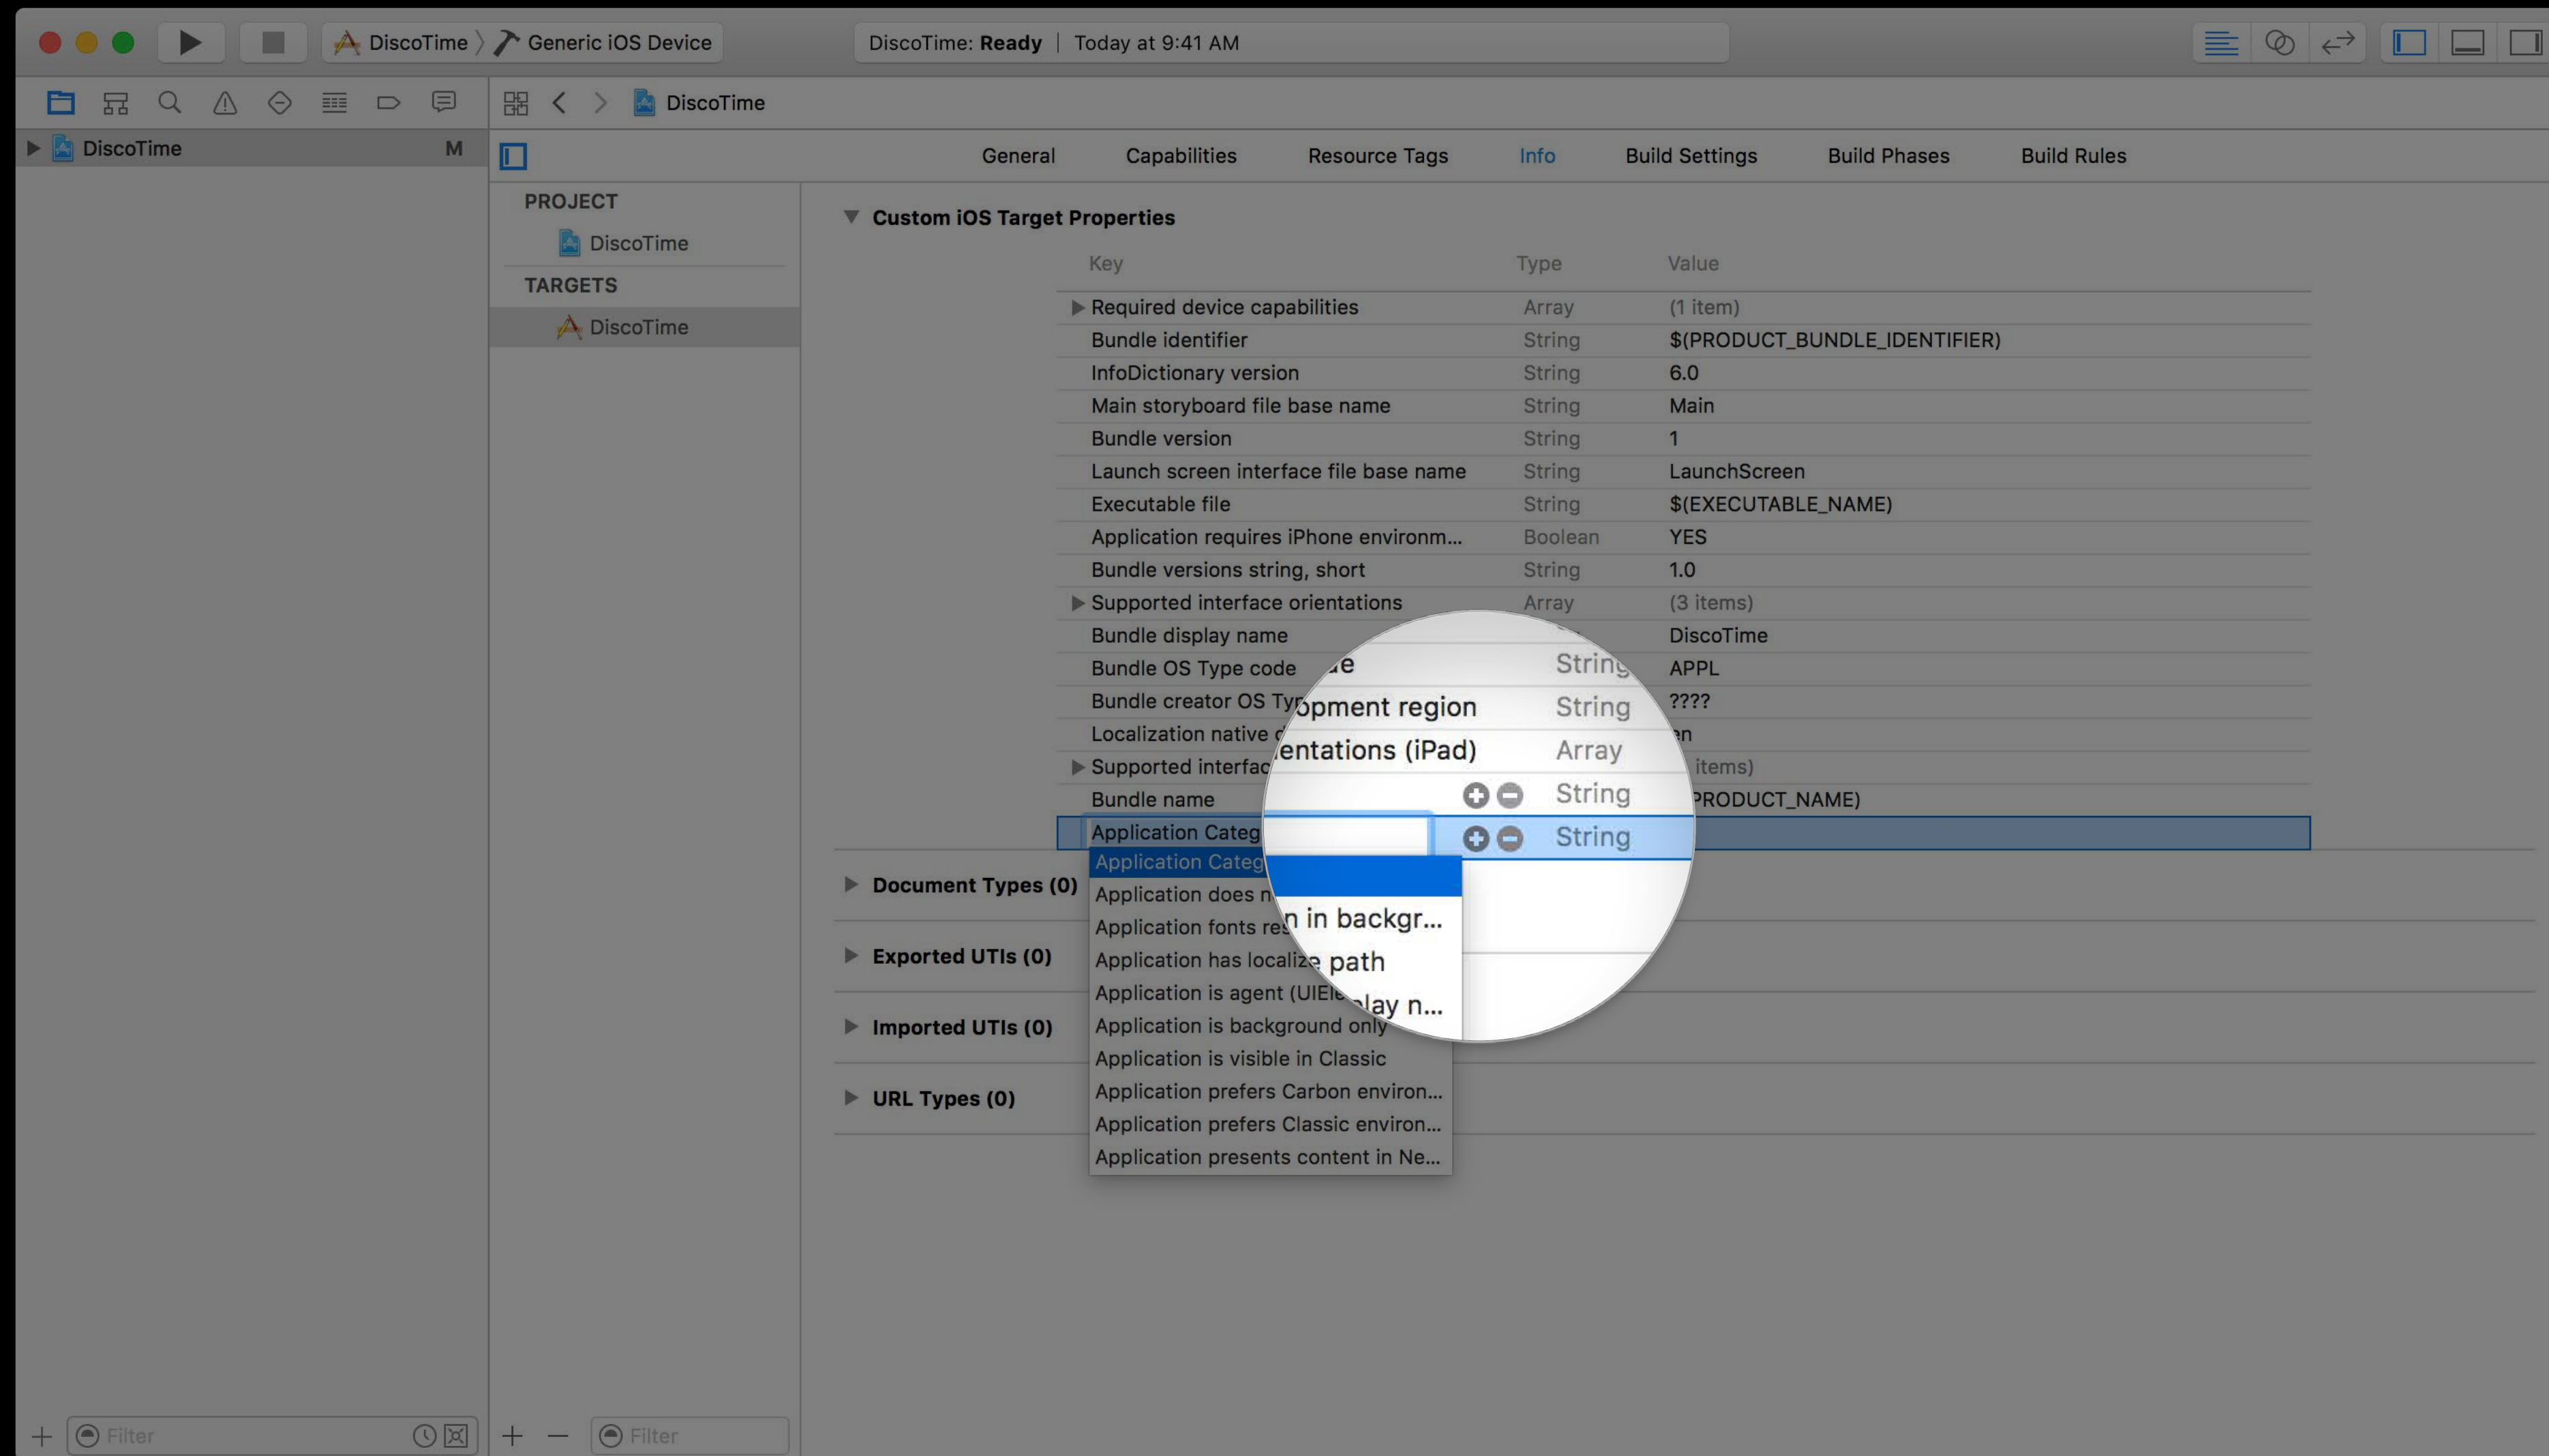 DiscoTime Generic iOS Device DiscoTime: Ready Today at 9:41 AM
DiscoTime
DiscoTime M
General Capabilities Resource Tags Info Build Settings Build Phases Build Rules
PROJECT
DiscoTime
TARGETS
DiscoTime
Custom iOS Target Properties
Key Type Value
Required device capabilities Array (1 item)
Bundle identifier String $(PRODUCT_BUNDLE_IDENTIFIER)
InfoDictionary version String 6.0
Main storyboard file base name String Main
Bundle version String 1
Launch screen interface file base name String LaunchScreen
Executable file String $(EXECUTABLE_NAME)
Application requires iPhone environm... Boolean YES
Bundle versions string, short String 1.0
Supported interface orientations Array (3 items)
Bundle display name DiscoTime
Bundle OS Type code String APPL
Bundle creator OS ????
opment region String
Localization native en
entations (iPad) Array
Supported items)
Bundle name String PRODUCT_NAME)
Application Categ String
Application Categ
Document Types (0)
Application does
in backgr...
Application fonts
Exported UTIs (0)
Application has path
Application is agent
lay n...
Imported UTIs (0)
Application is background only
Application is visible in Classic
Application prefers Carbon environ...
URL Types (0)
Application prefers Classic environ...
Application presents content in Ne...
Filter Filter